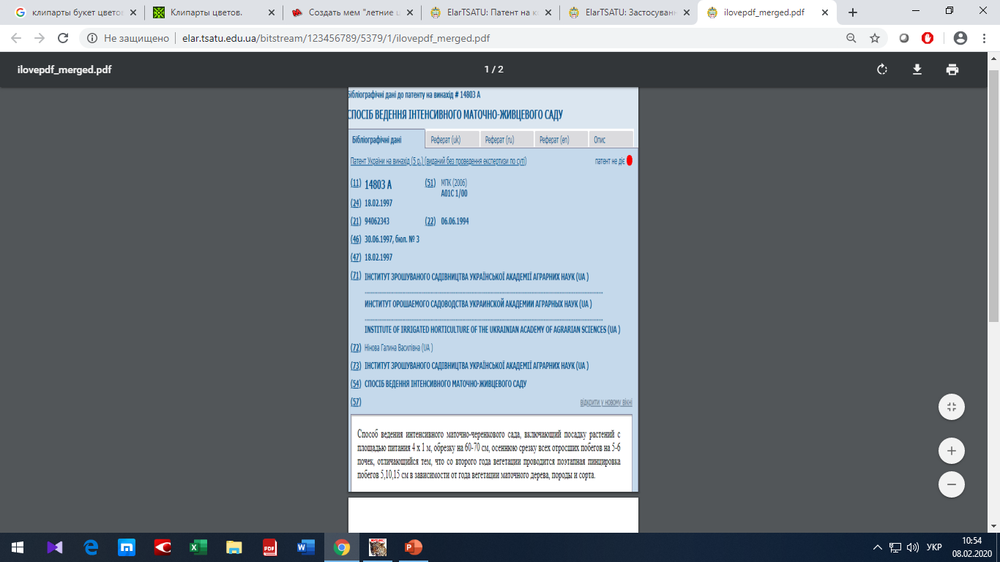 клипарты букет цветов
Клипарты цветов.
Создать мем "летние ц
ElarTSATU: Патент на ко
ElarTSATU: Застосуванн
ilovepdf_merged.pdf
Не защищено
elar.tsatu.edu.ua/bitstream/123456789/5379/1/ilovepdf_merged.pdf
ilovepdf_merged.pdf
1 / 2
Бібліографічні дані до патенту на винахід # 14803 A
СПОСІБ ВЕДЕННЯ ІНТЕНСИВНОГО МАТОЧНО-ЖИВЦЕВОГО САДУ
Бібліографічні дані Реферат (uk) Реферат (ru) Реферат (en) Опис
Патент України на винахід (5 р.) (виданий без проведення експертизи по суті) патент не діє
(11) 14803 A (51) МПК (2006)
A01C 1/00
(24) 18.02.1997
(21) 94062343 (22) 06.06.1994
(46) 30.06.1997, бюл. № 3
(47) 18.02.1997
(71) ІНСТИТУТ ЗРОШУВАНОГО САДІВНИЦТВА УКРАЇНСЬКОЇ АКАДЕМІЇ АГРАРНИХ НАУК (UA )
ИНСТИТУТ ОРОШАЕМОГО САДОВОДСТВА УКРАИНСКОЙ АКАДЕМИИ АГРАРНЫХ НАУК (UA )
INSTITUTE OF IRRIGATED HORTICULTURE OF THE UKRAINIAN ACADEMY OF AGRARIAN SCIENCES (UA )
(72) Нінова Галина Василівна (UA )
(73) ІНСТИТУТ ЗРОШУВАНОГО САДІВНИЦТВА УКРАЇНСЬКОЇ АКАДЕМІЇ АГРАРНИХ НАУК (UA )
(54) СПОСІБ ВЕДЕННЯ ІНТЕНСИВНОГО МАТОЧНО-ЖИВЦЕВОГО САДУ
(57) відкрити у новому вікні
Способ ведения интенсивного маточно-черенкового сада, включающий посадку растений с
площадью питания 4 х 1 м, обрезку на 60-70 см, осеннюю срезку всех отросших побегов на 5-6
почек, отличающийся тем, что со второго года вегетации проводится поэтапная пинцировка
побегов 5,10,15 см в зависимости от года вегетации маточного дерева, породы и сорта.
УКР
10:54
08.02.2020